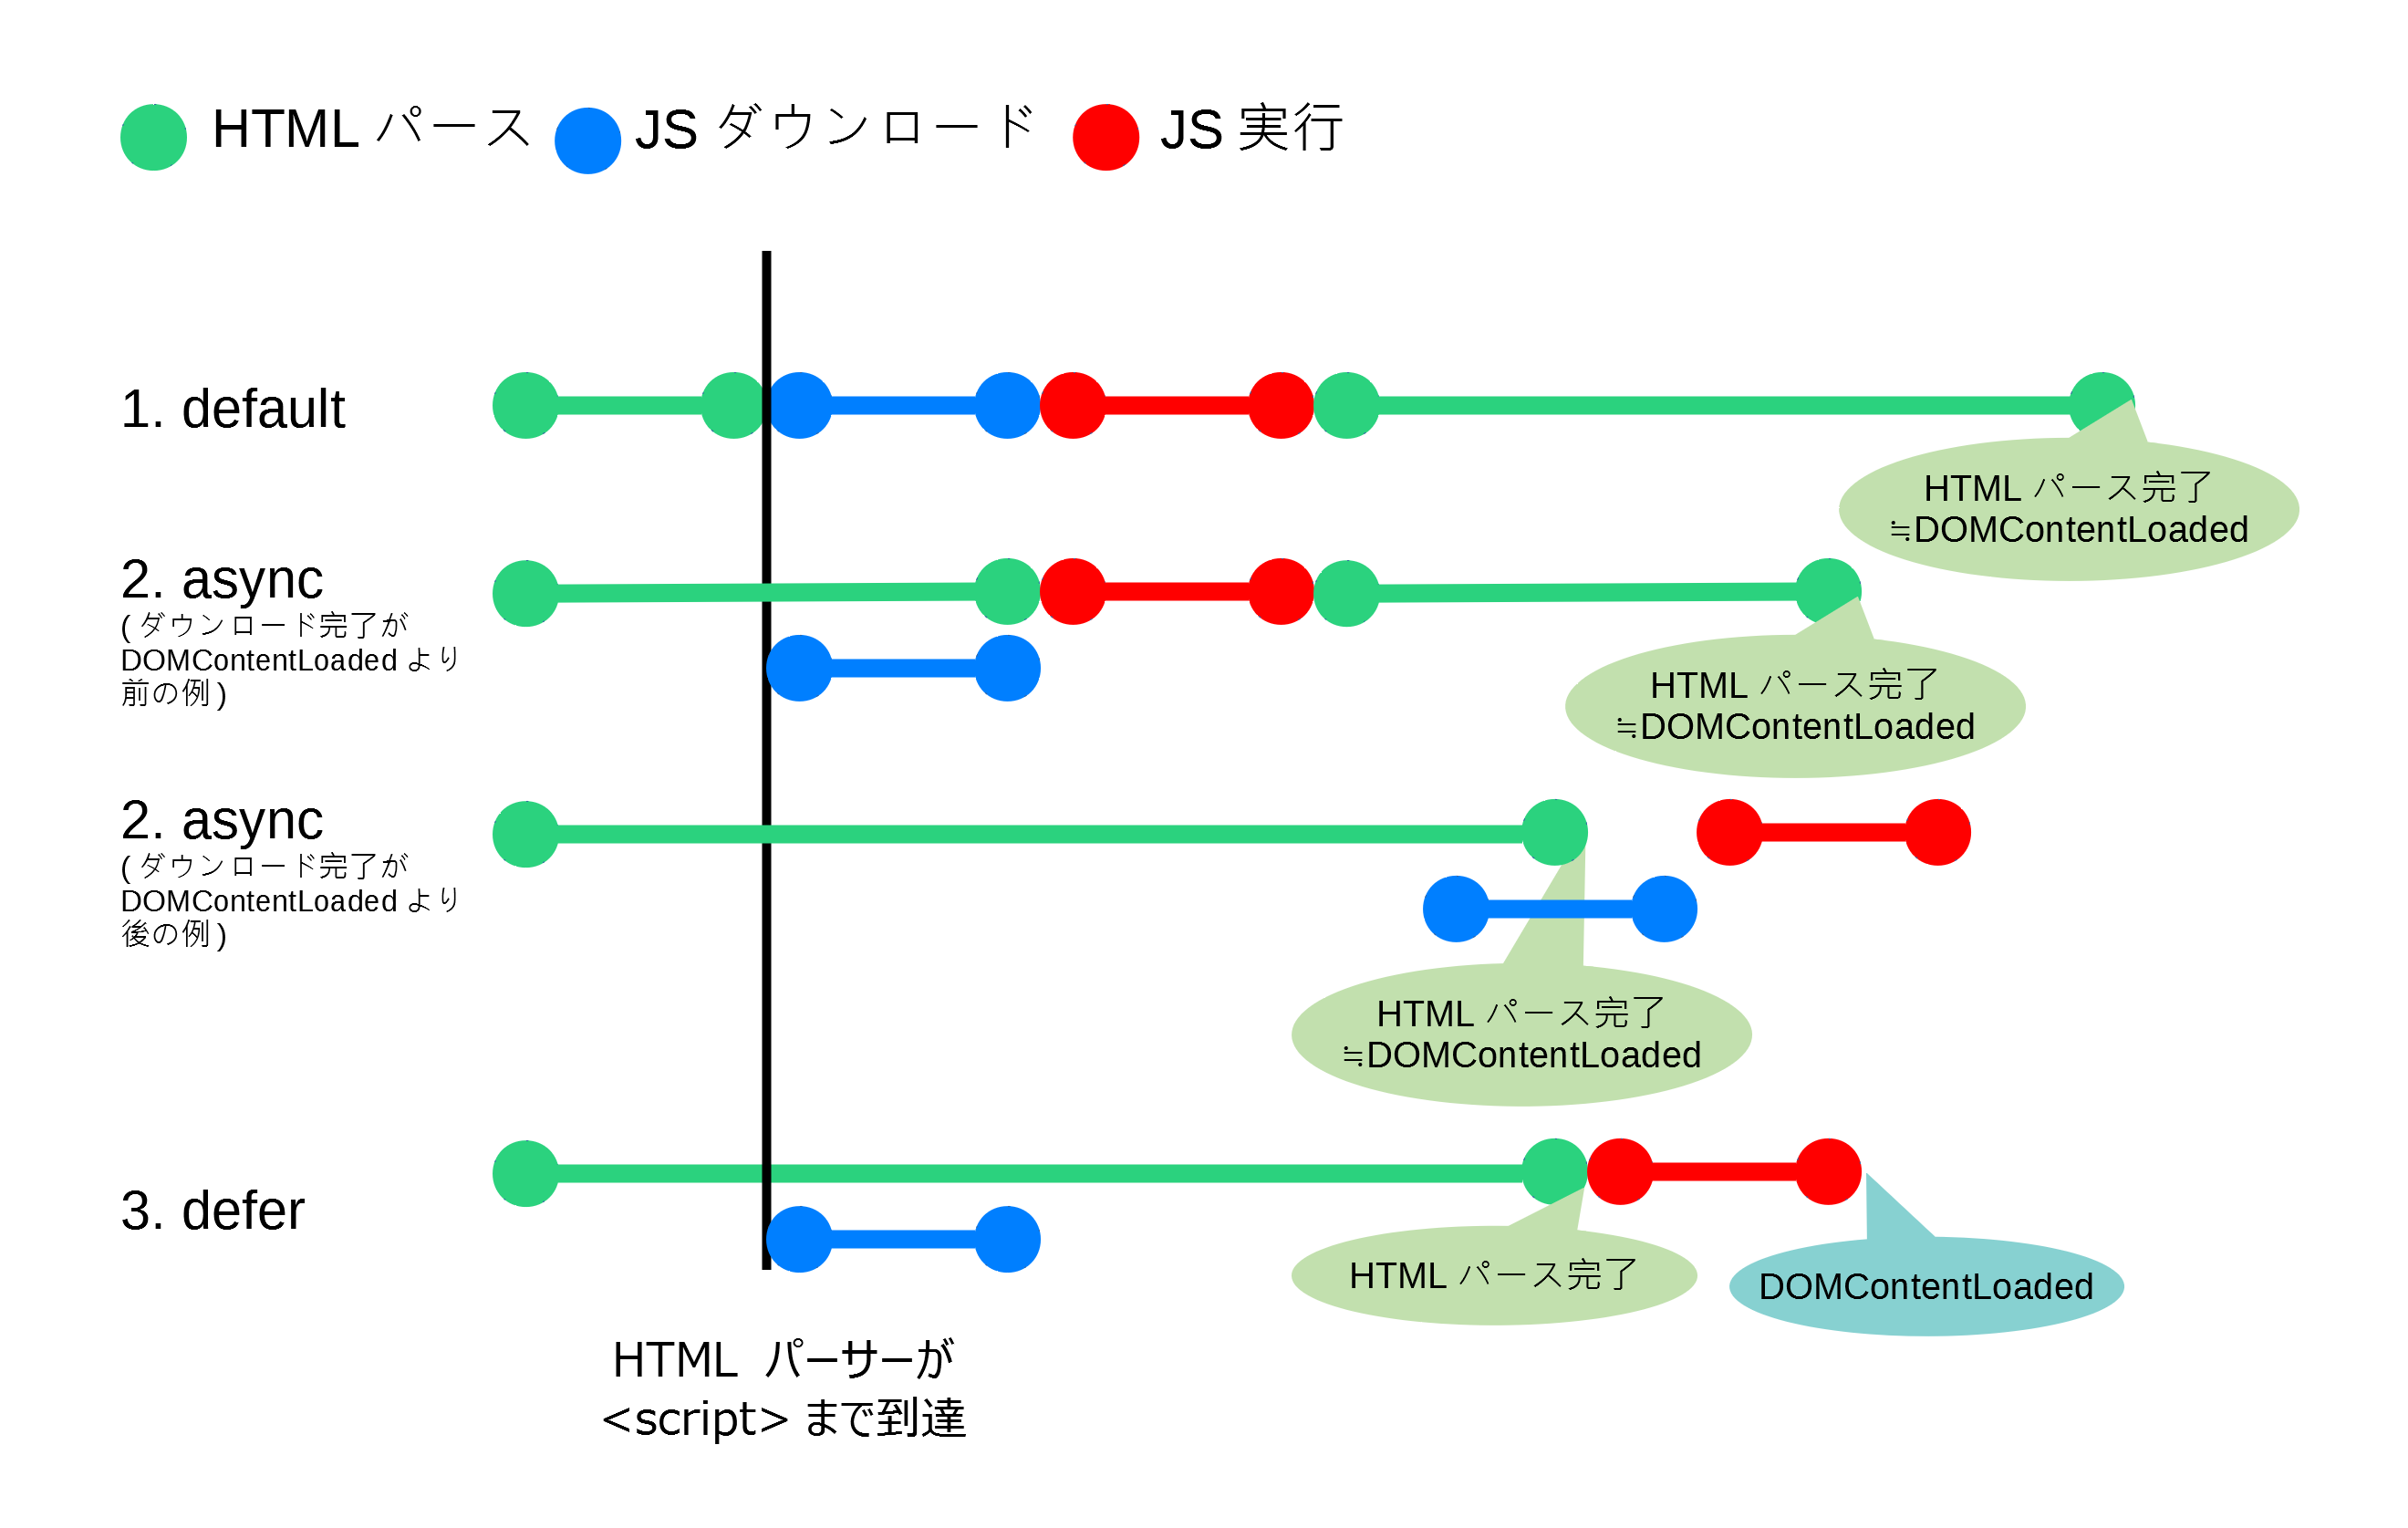 HTML パース
JS ダウンロード
JS 実行
1. default
HTML パース完了
≒DOMContentLoaded
2. async
( ダウンロード完了が
DOMContentLoaded より
前の例 )
HTML パース完了
≒DOMContentLoaded
2. async
( ダウンロード完了が
DOMContentLoaded より
後の例 )
HTML パース完了
≒DOMContentLoaded
3. defer
HTML パース完了
DOMContentLoaded
HTML パーサーが
<script> まで到達